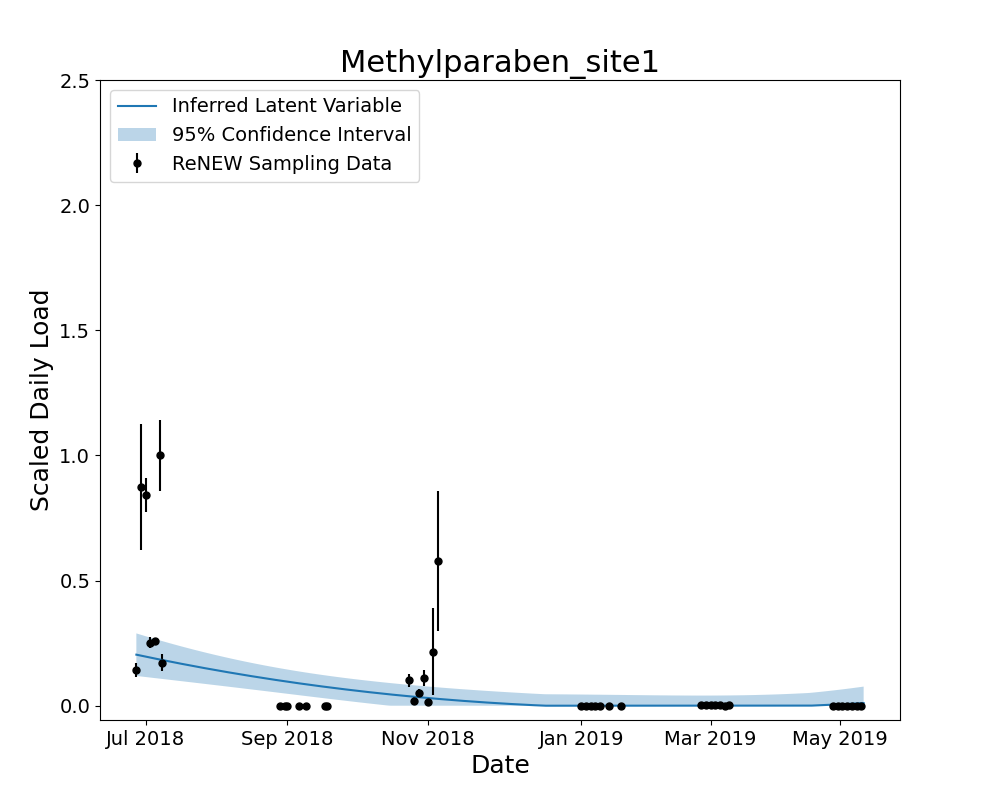 Methylparaben_site1
2.5
2.0
1.5
1.0
0.5
0.0
Scaled Daily Load
Inferred Latent Variable
95% Confidence Interval
ReNEW Sampling Data
Jul 2018
Sep 2018
Nov 2018
Jan 2019
Mar 2019
May 2019
Date